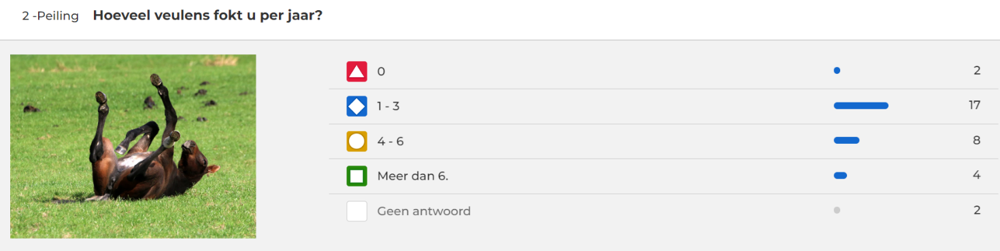 2 -Peiling Hoeveel veulens fokt u per jaar?
0 2
1 - 3 17
4 - 6 8
Meer dan 6. 4
Geen antwoord 2